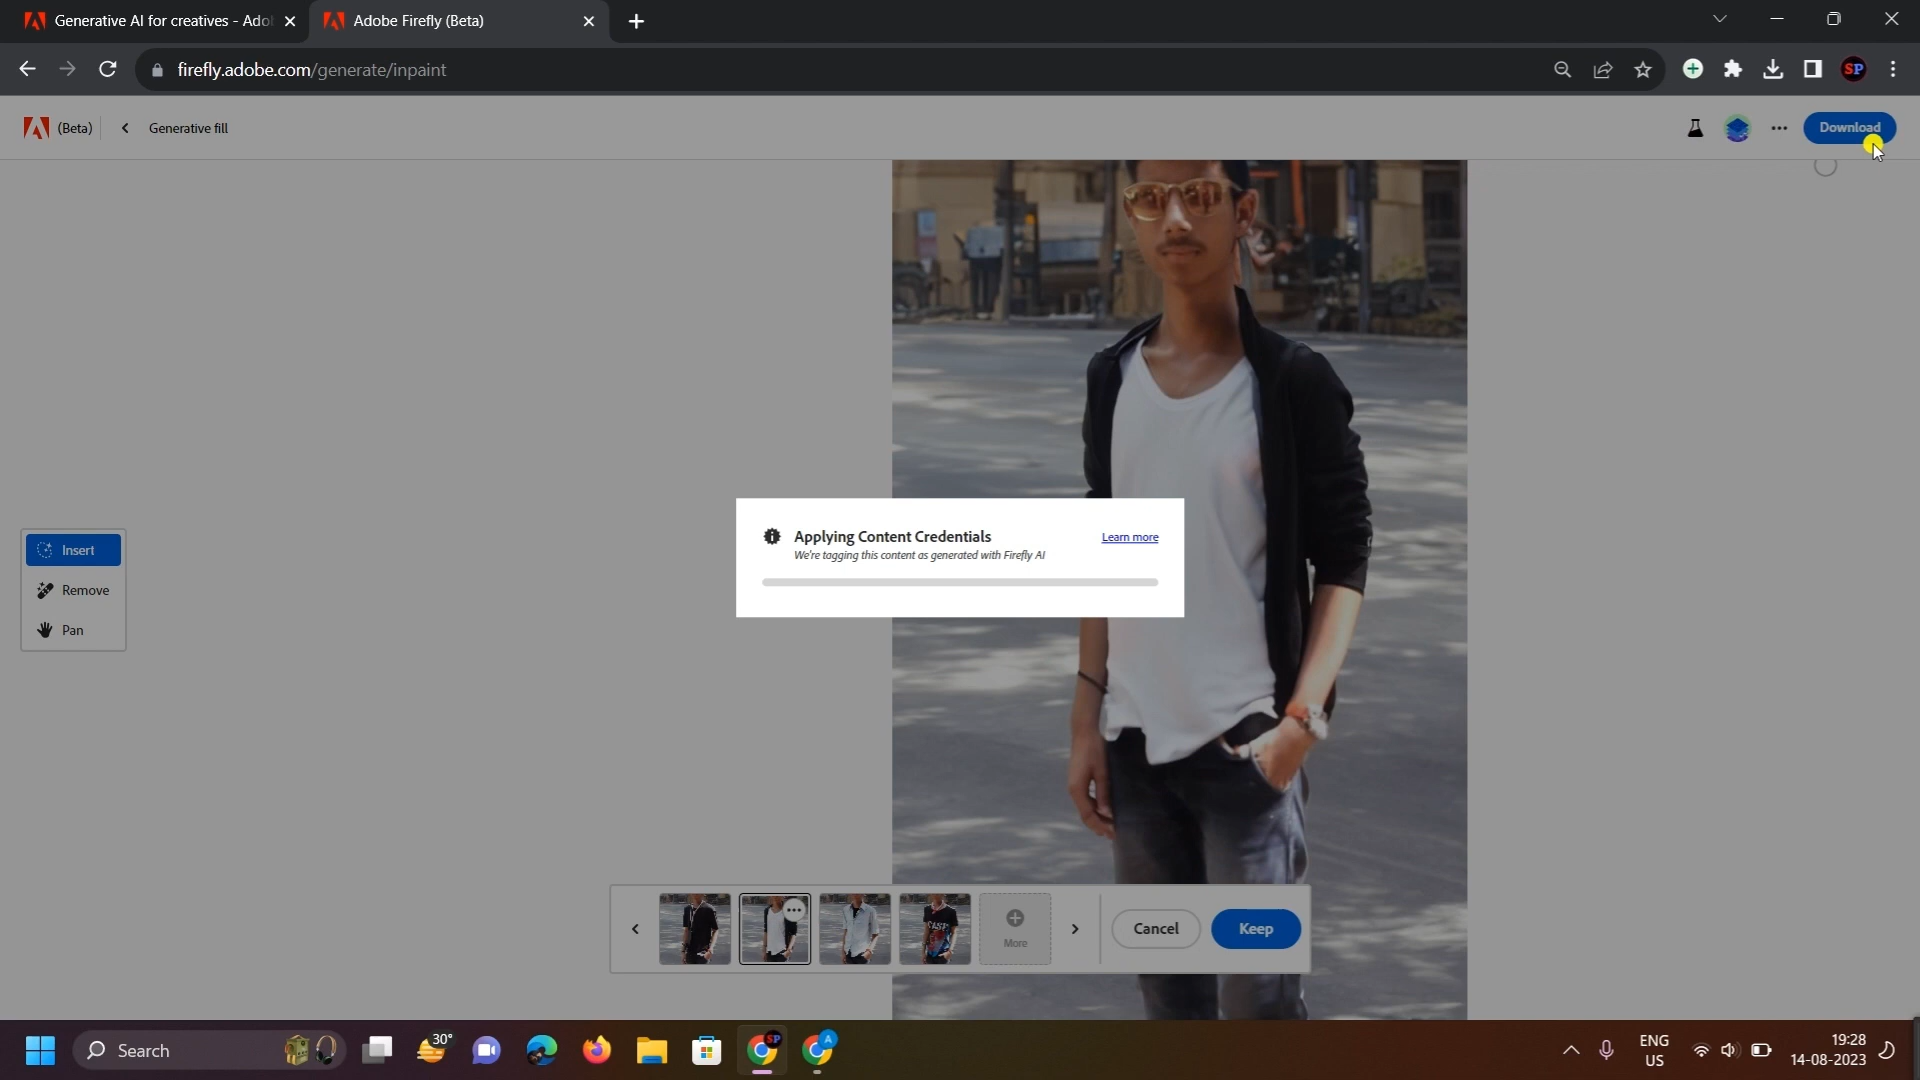 Generative AI for creatives - Ado
Adobe Firefly (Beta)
firefly.adobe.com/generate/inpaint
SP
(Beta)
Generative fill
Download
Applying Content Credentials
Learn more
We're tagging this content as generated with Firefly AI
Insert
Remove
Pan
More
Cancel
Keep
Search
30°
SP
A
ENG
US
19:28
14-08-2023